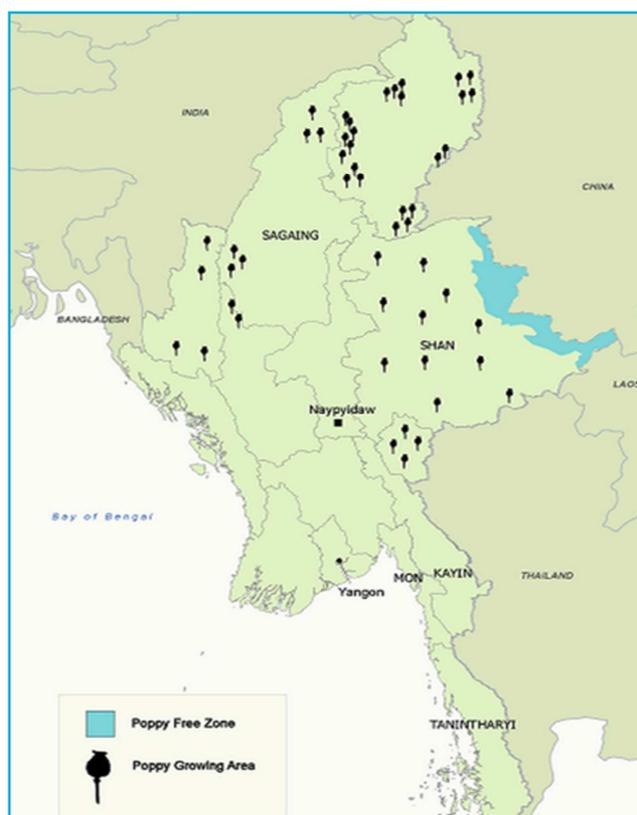 INDIA
CHINA
SAGAING
BANGLADESH
SHAN
LAOS
Naypyidaw
Bay of Bengal
MON
KAYIN
THAILAND
Yangon
TANINTHARYI
Poppy Free Zone
Poppy Growing Area